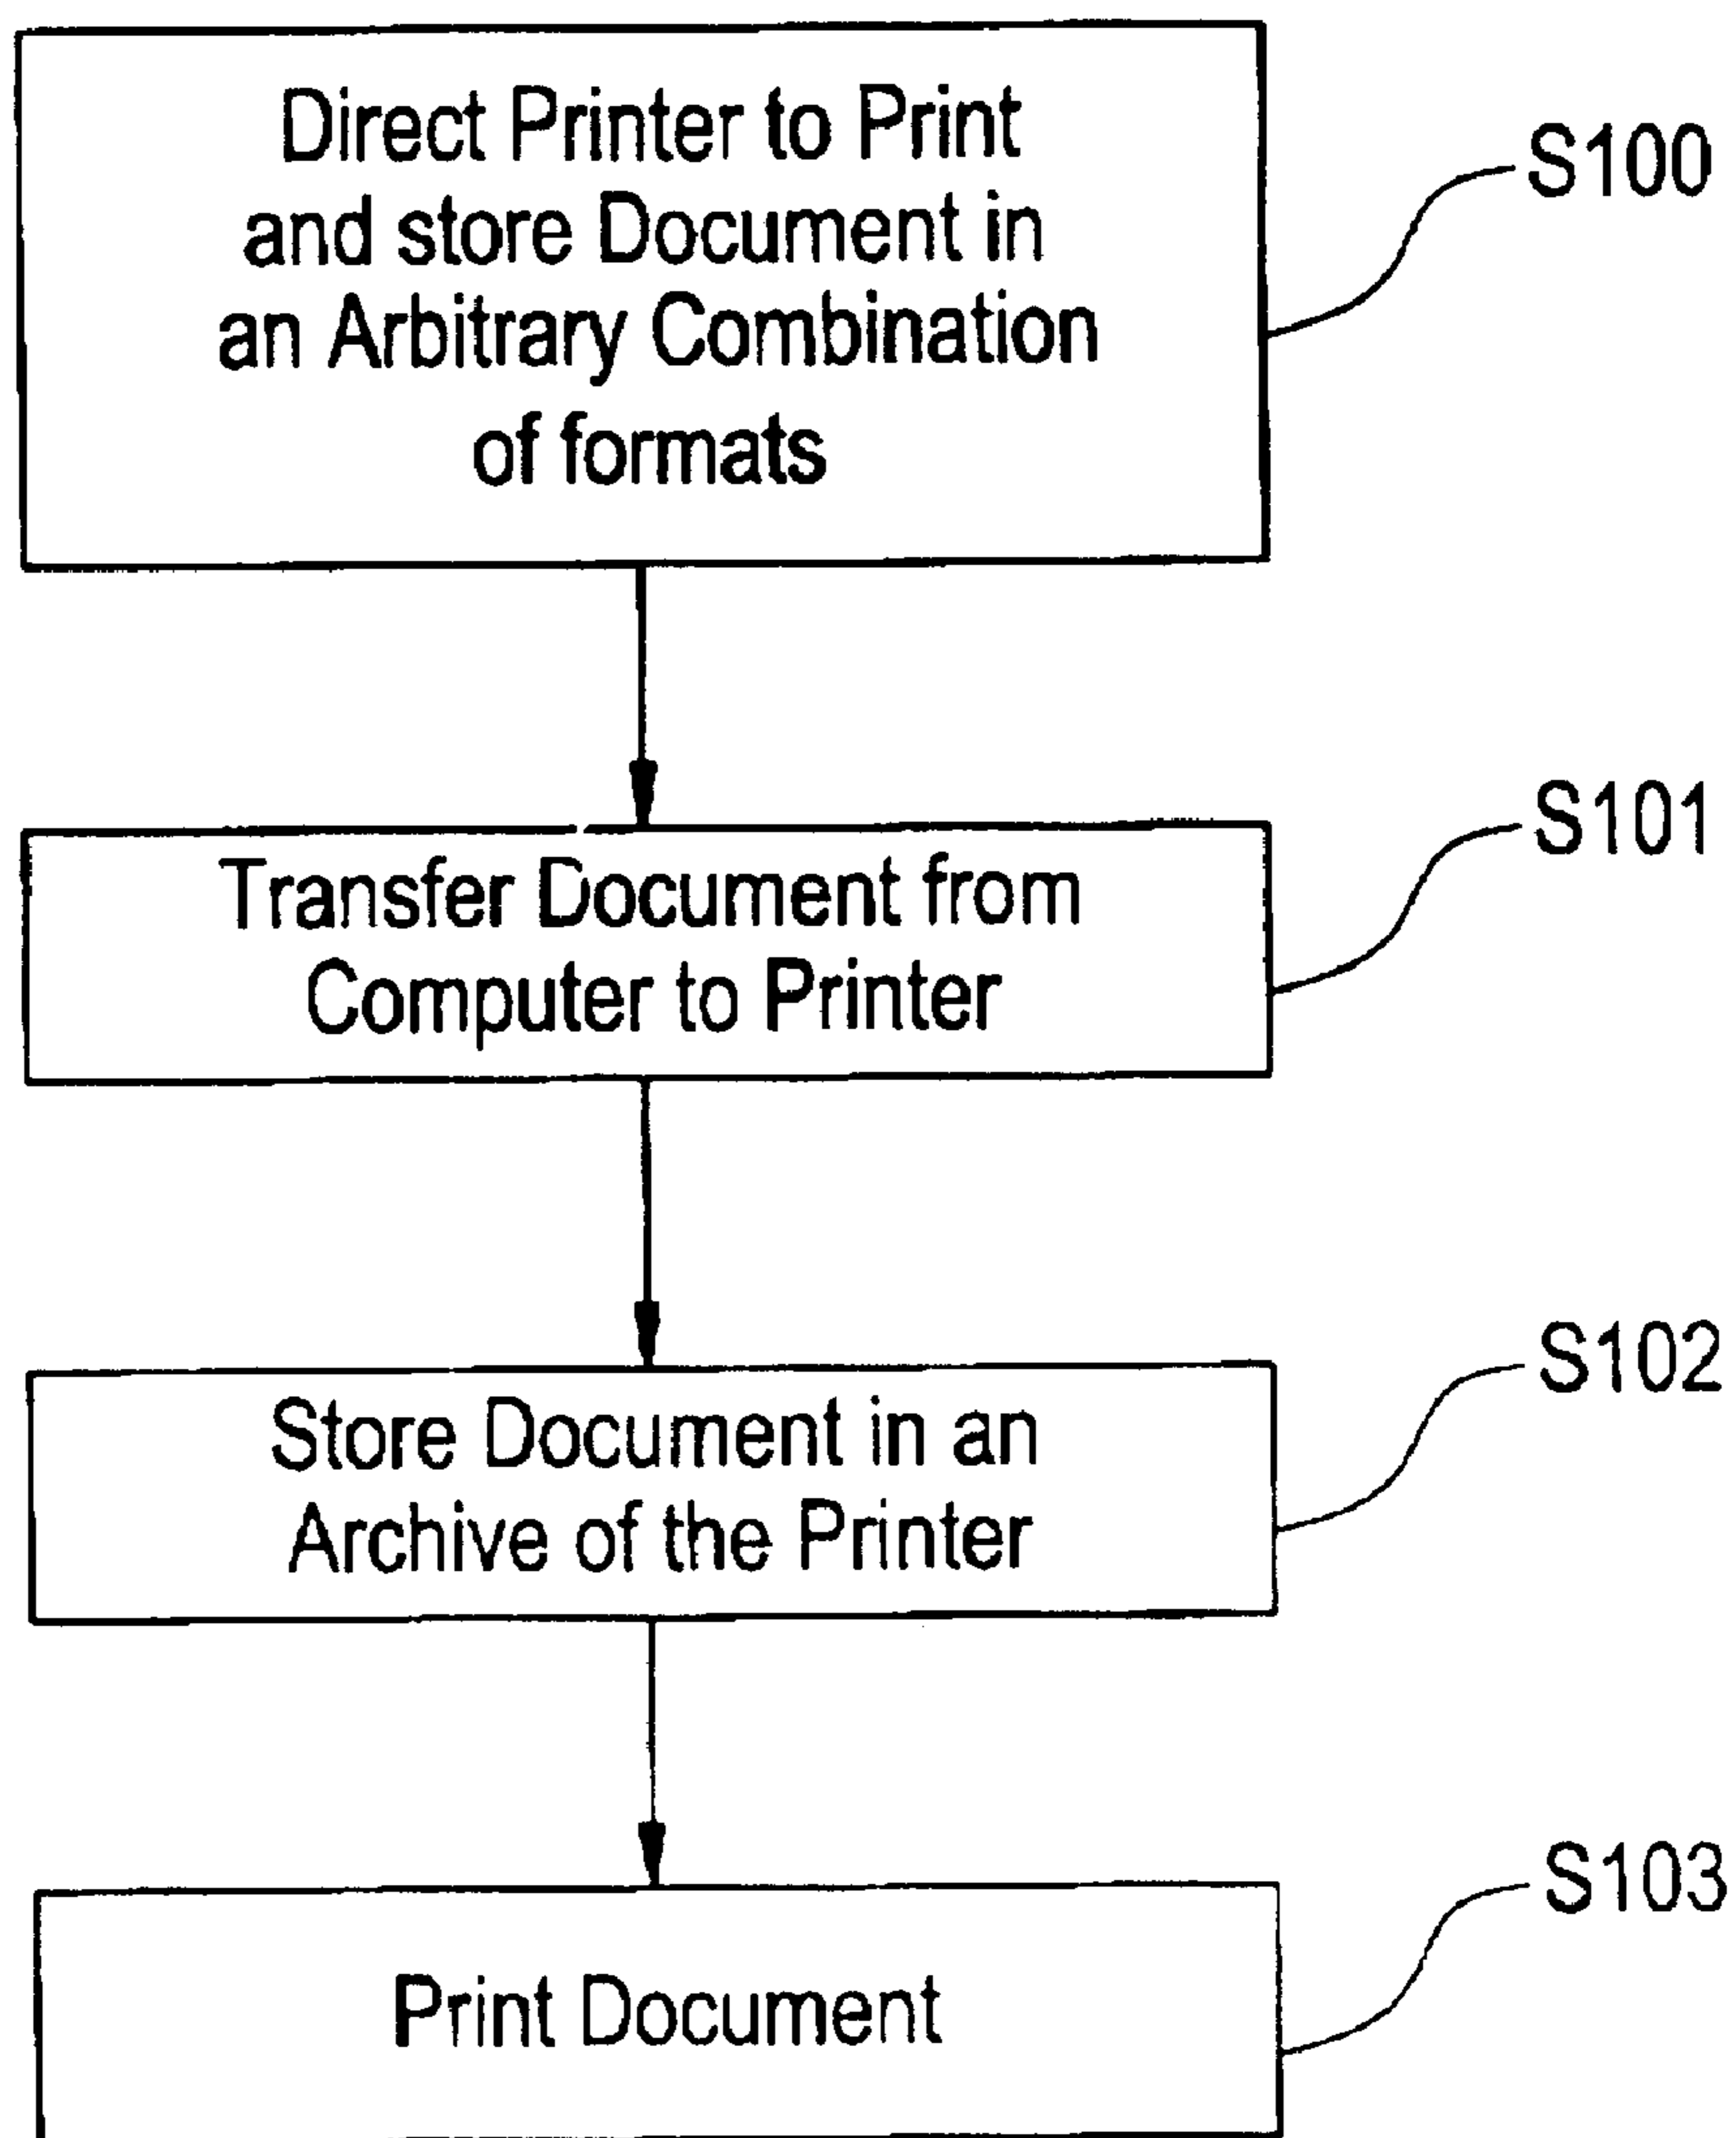 Direct Printer to Print
and store Document in
an Arbitrary Combination
of formats
S100
Transfer Document from
Computer to Printer
S101
Store Document in an
Archive of the Printer
S102
Print Document
S103